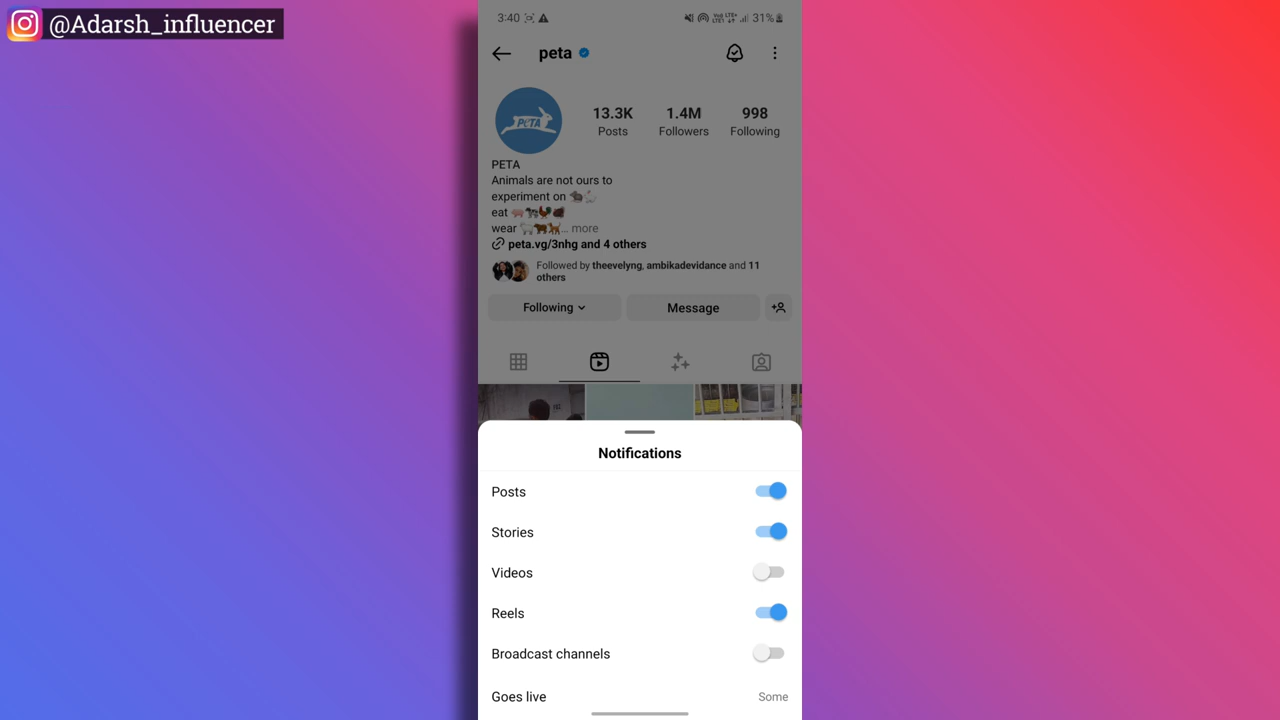 @Adarsh_influencer
3:40
31%
peta
13.3K
Posts
1.4M
Followers
998
Following
PETA
PETA
Animals are not ours to
experiment on 🐀🐇
eat 🐖🐄🐓🦃
wear 🐑🐂🐕… more
peta.vg/3nhg and 4 others
Followed by theevelyng, ambikadevidance and 11
others
Following
Message
Notifications
Posts
Stories
Videos
Reels
Broadcast channels
Goes live
Some